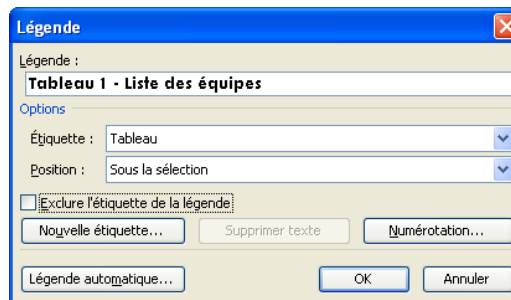 Légende
Légende :
Tableau 1 - Liste des équipes
Options
Étiquette : Tableau
Position : Sous la sélection
Exclure l'étiquette de la légende
Nouvelle étiquette... Supprimer texte Numérotation...
Légende automatique... OK Annuler